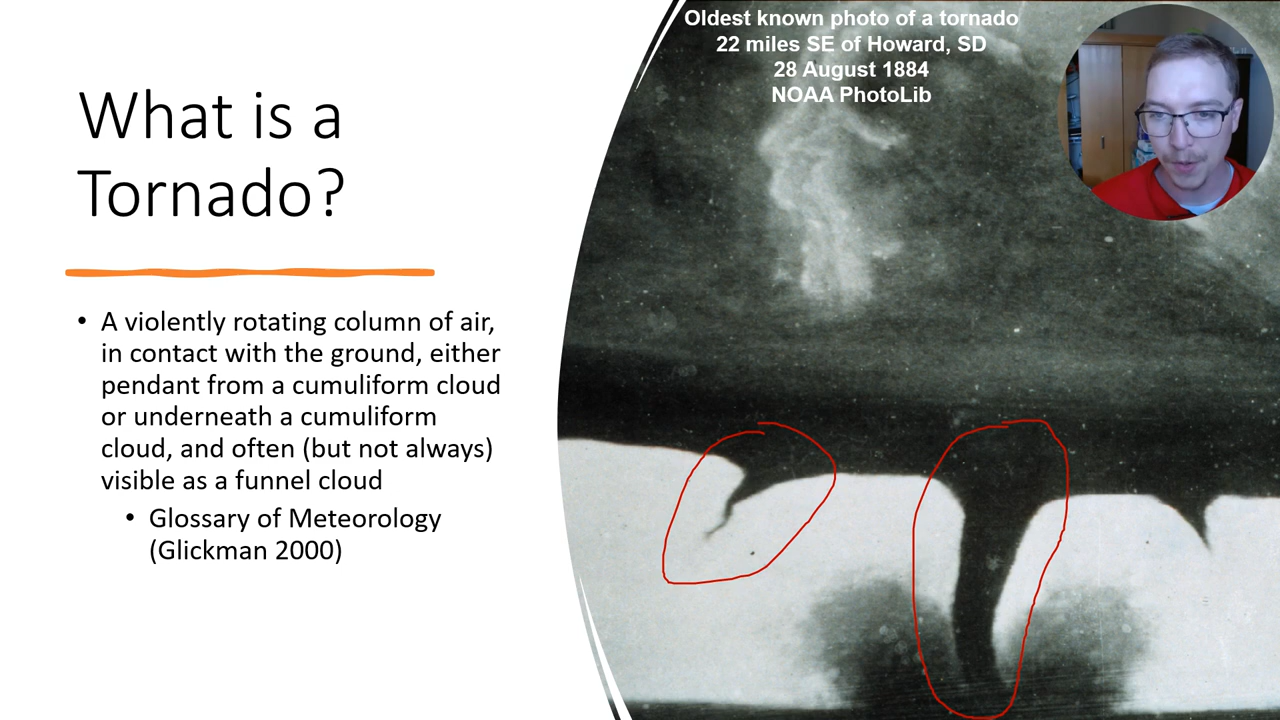 What is a
Tornado?
• A violently rotating column of air,
in contact with the ground, either
pendant from a cumuliform cloud
or underneath a cumuliform
cloud, and often (but not always)
visible as a funnel cloud
• Glossary of Meteorology
(Glickman 2000)
Oldest known photo of a tornado
22 miles SE of Howard, SD
28 August 1884
NOAA PhotoLib